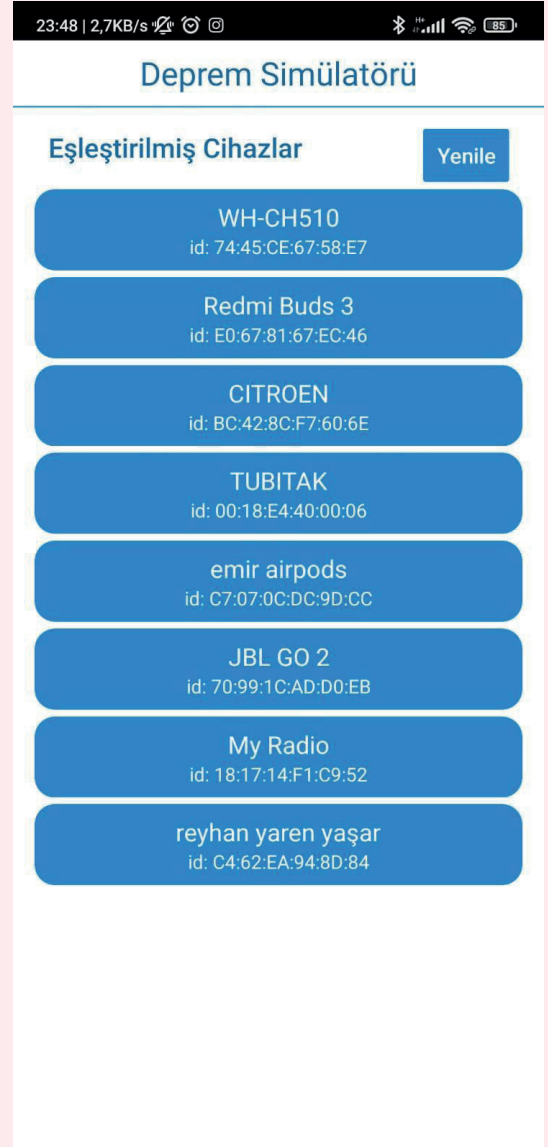 23:48 | 2,7KB/s
85
Deprem Simülatörü
Eşleştirilmiş Cihazlar
Yenile
WH-CH510
id: 74:45:CE:67:58:E7
Redmi Buds 3
id: E0:67:81:67:EC:46
CITROEN
id: BC:42:8C:F7:60:6E
TUBITAK
id: 00:18:E4:40:00:06
emir airpods
id: C7:07:0C:DC:9D:CC
JBL GO 2
id: 70:99:1C:AD:D0:EB
My Radio
id: 18:17:14:F1:C9:52
reyhan yaren yaşar
id: C4:62:EA:94:8D:84